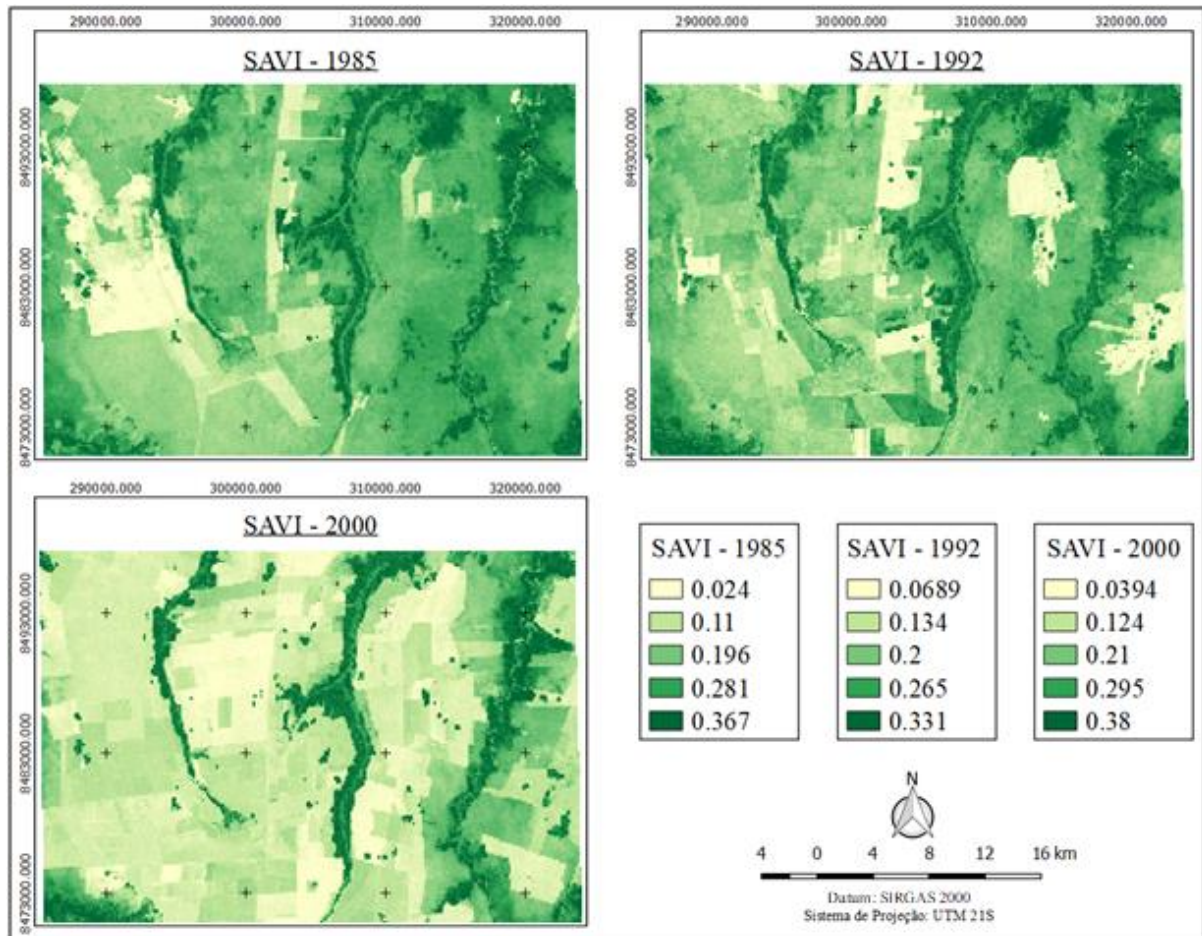 290000.000 300000.000 310000.000 320000.000
SAVI - 1985
8493000.000
8483000.000
8473000.000
290000.000 300000.000 310000.000 320000.000
SAVI - 1992
8493000.000
8483000.000
8473000.000
290000.000 300000.000 310000.000 320000.000
SAVI - 2000
8493000.000
8483000.000
8473000.000
SAVI - 1985
0.024
0.11
0.196
0.281
0.367
SAVI - 1992
0.0689
0.134
0.2
0.265
0.331
SAVI - 2000
0.0394
0.124
0.21
0.295
0.38
N
4 0 4 8 12 16 km
Datum: SIRGAS 2000
Sistema de Projeção: UTM 21S